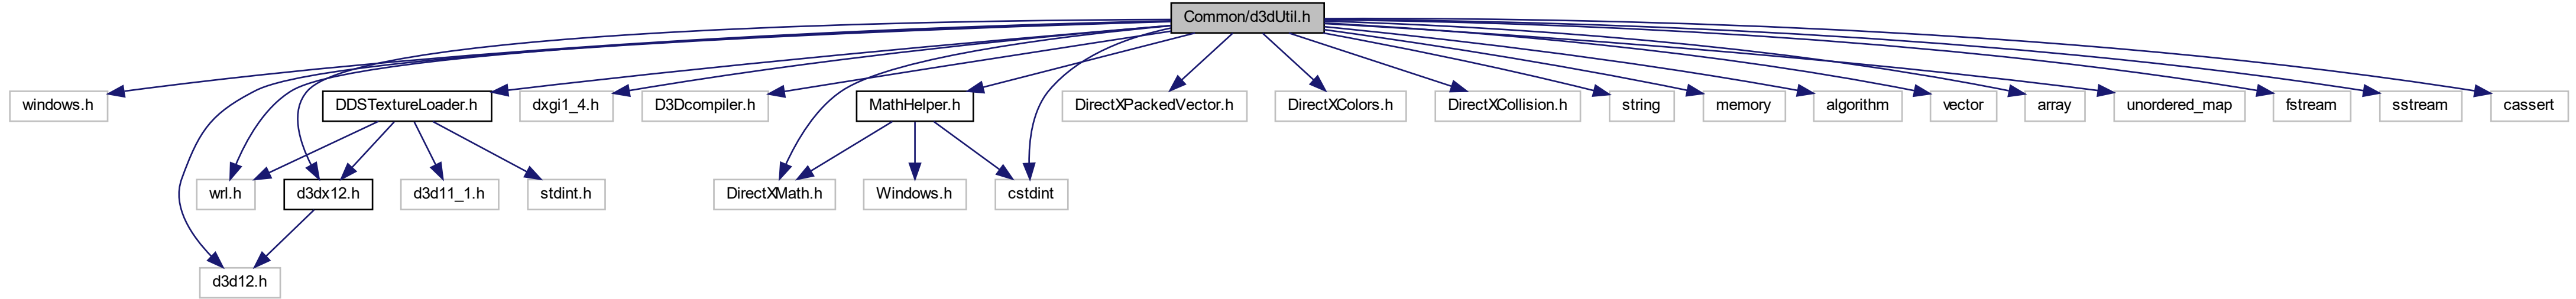 Common/d3dUtil.h
windows.h
DDSTextureLoader.h
dxgi1_4.h
D3Dcompiler.h
MathHelper.h
DirectXPackedVector.h
DirectXColors.h
DirectXCollision.h
string
memory
algorithm
vector
array
unordered_map
fstream
sstream
cassert
wrl.h
d3dx12.h
d3d11_1.h
stdint.h
DirectXMath.h
Windows.h
cstdint
d3d12.h